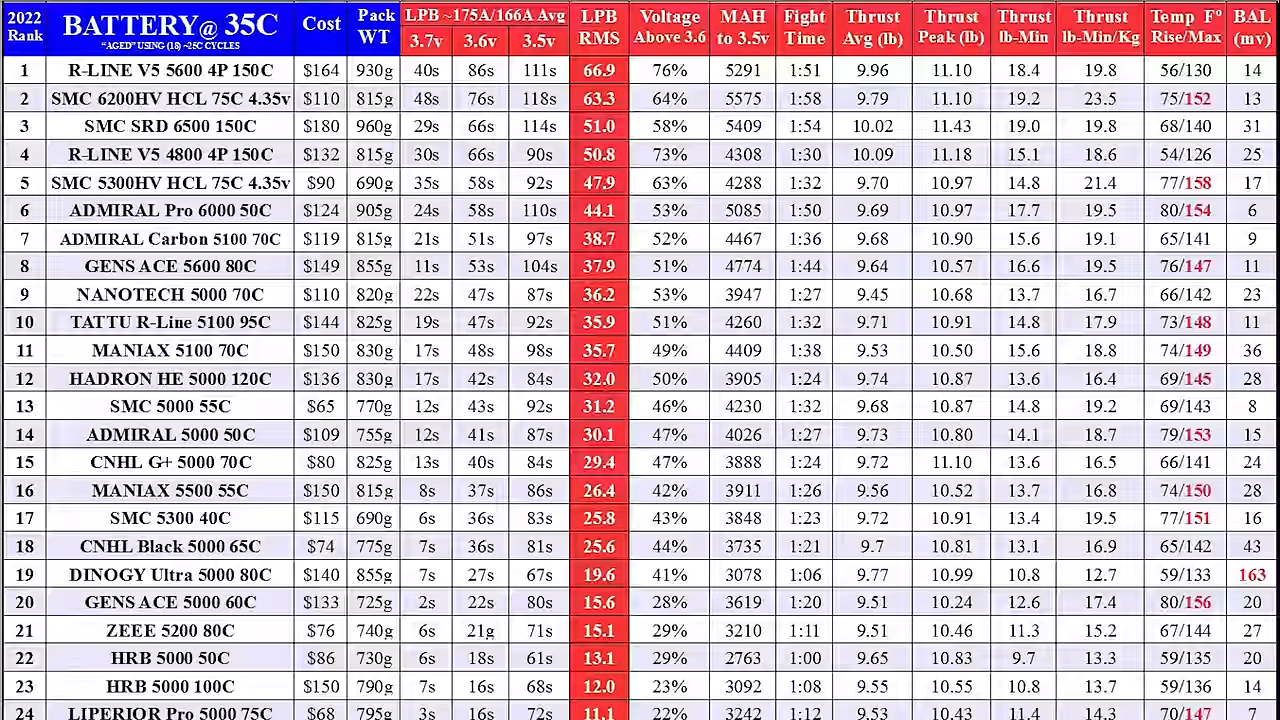 2022 Rank BATTERY@ 35C Cost Pack WT LPB ~175A/166A Avg LPB RMS Voltage Above 3.6 MAH to 3.5v Fight Time Thrust Avg (lb) Thrust Peak (lb) Thrust lb-Min Thrust lb-Min/Kg Temp Fº Rise/Max BAL (mv)
"AGED" USING (18) ~25C CYCLES 3.7v 3.6v 3.5v
1 R-LINE V5 5600 4P 150C $164 930g 40s 86s 111s 66.9 76% 5291 1:51 9.96 11.10 18.4 19.8 56/130 14
2 SMC 6200HV HCL 75C 4.35v $110 815g 48s 76s 118s 63.3 64% 5575 1:58 9.79 11.10 19.2 23.5 75/152 13
3 SMC SRD 6500 150C $180 960g 29s 66s 114s 51.0 58% 5409 1:54 10.02 11.43 19.0 19.8 68/140 31
4 R-LINE V5 4800 4P 150C $132 815g 30s 66s 90s 50.8 73% 4308 1:30 10.09 11.18 15.1 18.6 54/126 25
5 SMC 5300HV HCL 75C 4.35v $90 690g 35s 58s 92s 47.9 63% 4288 1:32 9.70 10.97 14.8 21.4 77/158 17
6 ADMIRAL Pro 6000 50C $124 905g 24s 58s 110s 44.1 53% 5085 1:50 9.69 10.97 17.7 19.5 80/154 6
7 ADMIRAL Carbon 5100 70C $119 815g 21s 51s 97s 38.7 52% 4467 1:36 9.68 10.90 15.6 19.1 65/141 9
8 GENS ACE 5600 80C $149 855g 11s 53s 104s 37.9 51% 4774 1:44 9.64 10.57 16.6 19.5 76/147 11
9 NANOTECH 5000 70C $110 820g 22s 47s 87s 36.2 53% 3947 1:27 9.45 10.68 13.7 16.7 66/142 23
10 TATTU R-Line 5100 95C $144 825g 19s 47s 92s 35.9 51% 4260 1:32 9.71 10.91 14.8 17.9 73/148 11
11 MANIAX 5100 70C $150 830g 17s 48s 98s 35.7 49% 4409 1:38 9.53 10.50 15.6 18.8 74/149 36
12 HADRON HE 5000 120C $136 830g 17s 42s 84s 32.0 50% 3905 1:24 9.74 10.87 13.6 16.4 69/145 28
13 SMC 5000 55C $65 770g 12s 43s 92s 31.2 46% 4230 1:32 9.68 10.87 14.8 19.2 69/143 8
14 ADMIRAL 5000 50C $109 755g 12s 41s 87s 30.1 47% 4026 1:27 9.73 10.80 14.1 18.7 79/153 15
15 CNHL G+ 5000 70C $80 825g 13s 40s 84s 29.4 47% 3888 1:24 9.72 11.10 13.6 16.5 66/141 24
16 MANIAX 5500 55C $150 815g 8s 37s 86s 26.4 42% 3911 1:26 9.56 10.52 13.7 16.8 74/150 28
17 SMC 5300 40C $115 690g 6s 36s 83s 25.8 43% 3848 1:23 9.72 10.91 13.4 19.5 77/151 16
18 CNHL Black 5000 65C $74 775g 7s 36s 81s 25.6 44% 3735 1:21 9.7 10.81 13.1 16.9 65/142 43
19 DINOGY Ultra 5000 80C $140 855g 7s 27s 67s 19.6 41% 3078 1:06 9.77 10.99 10.8 12.7 59/133 163
20 GENS ACE 5000 60C $133 725g 2s 22s 80s 15.6 28% 3619 1:20 9.51 10.24 12.6 17.4 80/156 20
21 ZEEE 5200 80C $76 740g 6s 21g 71s 15.1 29% 3210 1:11 9.51 10.46 11.3 15.2 67/144 27
22 HRB 5000 50C $86 730g 6s 18s 61s 13.1 29% 2763 1:00 9.65 10.83 9.7 13.3 59/135 20
23 HRB 5000 100C $150 790g 7s 16s 68s 12.0 23% 3092 1:08 9.55 10.55 10.8 13.7 59/136 14
24 LIPERIOR Pro 5000 75C $68 795g 3s 16s 72s 11.1 22% 3242 1:12 9.53 10.43 11.4 14.3 70/147 7